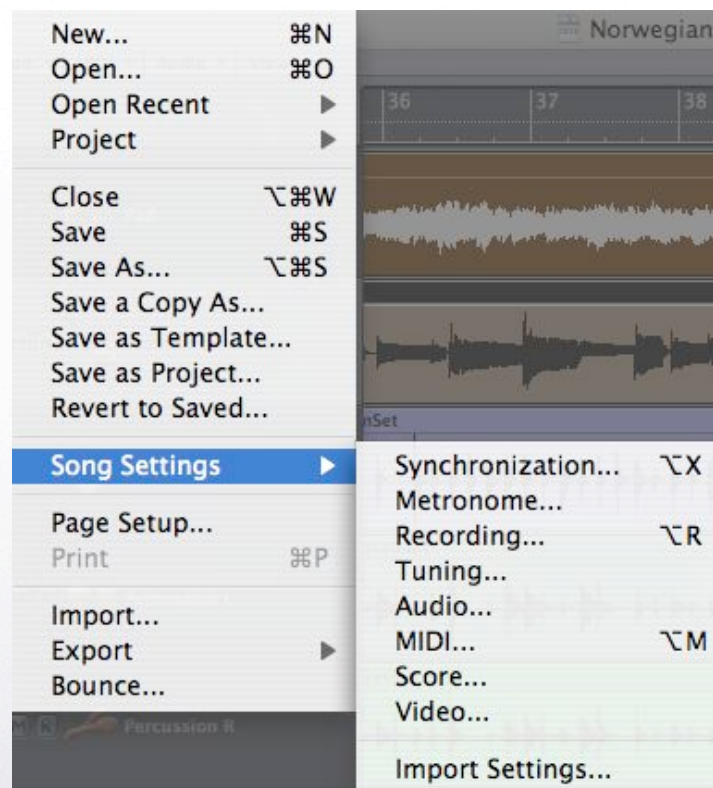 New... ⌘N
Open... ⌘O
Open Recent ▶
Project ▶
Close ⌥⌘W
Save ⌘S
Save As... ⌥⌘S
Save a Copy As...
Save as Template...
Save as Project...
Revert to Saved...
Song Settings ▶
Page Setup...
Print ⌘P
Import...
Export ▶
Bounce...
Norwegian
36 37 38
nSet
Synchronization... ⌥X
Metronome...
Recording... ⌥R
Tuning...
Audio...
MIDI... ⌥M
Score...
Video...
Import Settings...
M R Percussion R